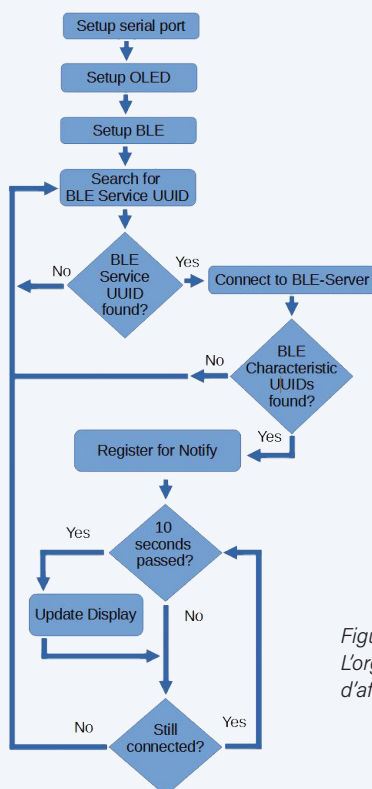 Setup serial port
Setup OLED
Setup BLE
Search for
BLE Service UUID
No
BLE
Service
UUID
found?
Yes
Connect to BLE-Server
No
BLE
Characteristic
UUIDs
found?
Yes
Register for Notify
Yes
10
seconds
passed?
Update Display
No
No
Still
connected?
Yes
L'org
d'af